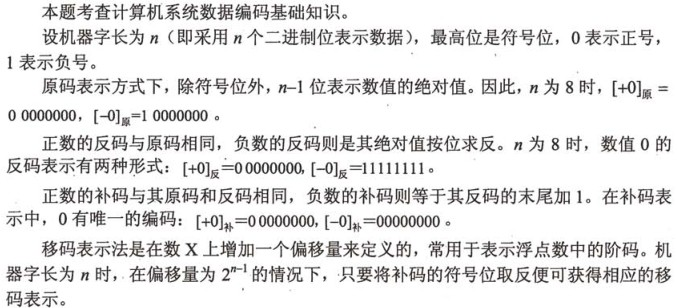 本题考查计算机系统数据编码基础知识。
设机器字长为 n（即采用 n 个二进制位表示数据），最高位是符号位，0 表示正号，
1 表示负号。
原码表示方式下，除符号位外，n–1 位表示数值的绝对值。因此，n 为 8 时，[+0]原 =
0 0000000，[–0]原=1 0000000 。
正数的反码与原码相同，负数的反码则是其绝对值按位求反。n 为 8 时，数值 0 的
反码表示有两种形式：[+0]反=0 0000000, [–0]反=11111111。
正数的补码与其原码和反码相同，负数的补码则等于其反码的末尾加 1。在补码表
示中，0 有唯一的编码：[+0]补=0 0000000, [–0]补=00000000 。
移码表示法是在数 X 上增加一个偏移量来定义的，常用于表示浮点数中的阶码。机
器字长为 n 时，在偏移量为 2ⁿ⁻¹ 的情况下，只要将补码的符号位取反便可获得相应的移
码表示。